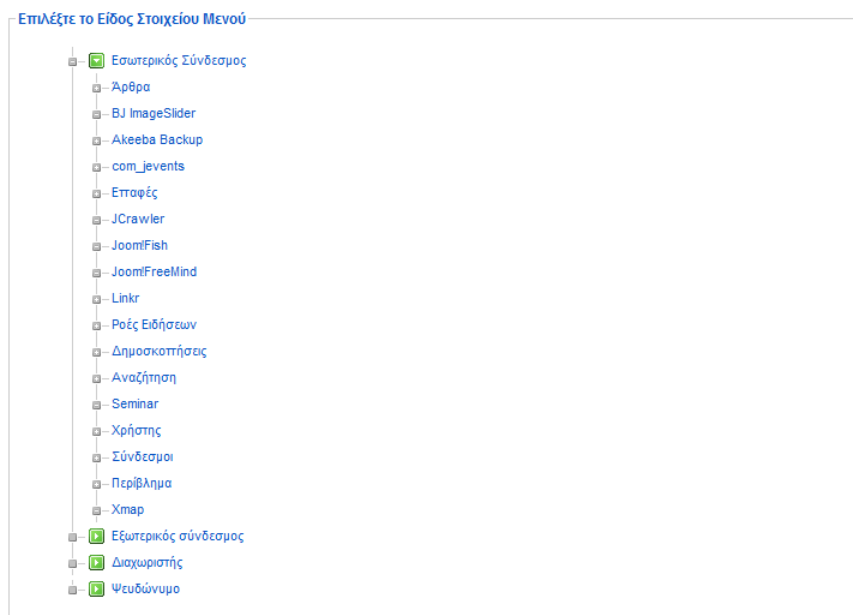 Επιλέξτε το Είδος Στοιχείου Μενού
Εσωτερικός Σύνδεσμος
Άρθρα
BJ ImageSlider
Akeeba Backup
com_jevents
Επαφές
JCrawler
Joom!Fish
Joom!FreeMind
Linkr
Ροές Ειδήσεων
Δημοσκοπήσεις
Αναζήτηση
Seminar
Χρήστης
Σύνδεσμοι
Περίβλημα
Xmap
Εξωτερικός σύνδεσμος
Διαχωριστής
Ψευδώνυμο